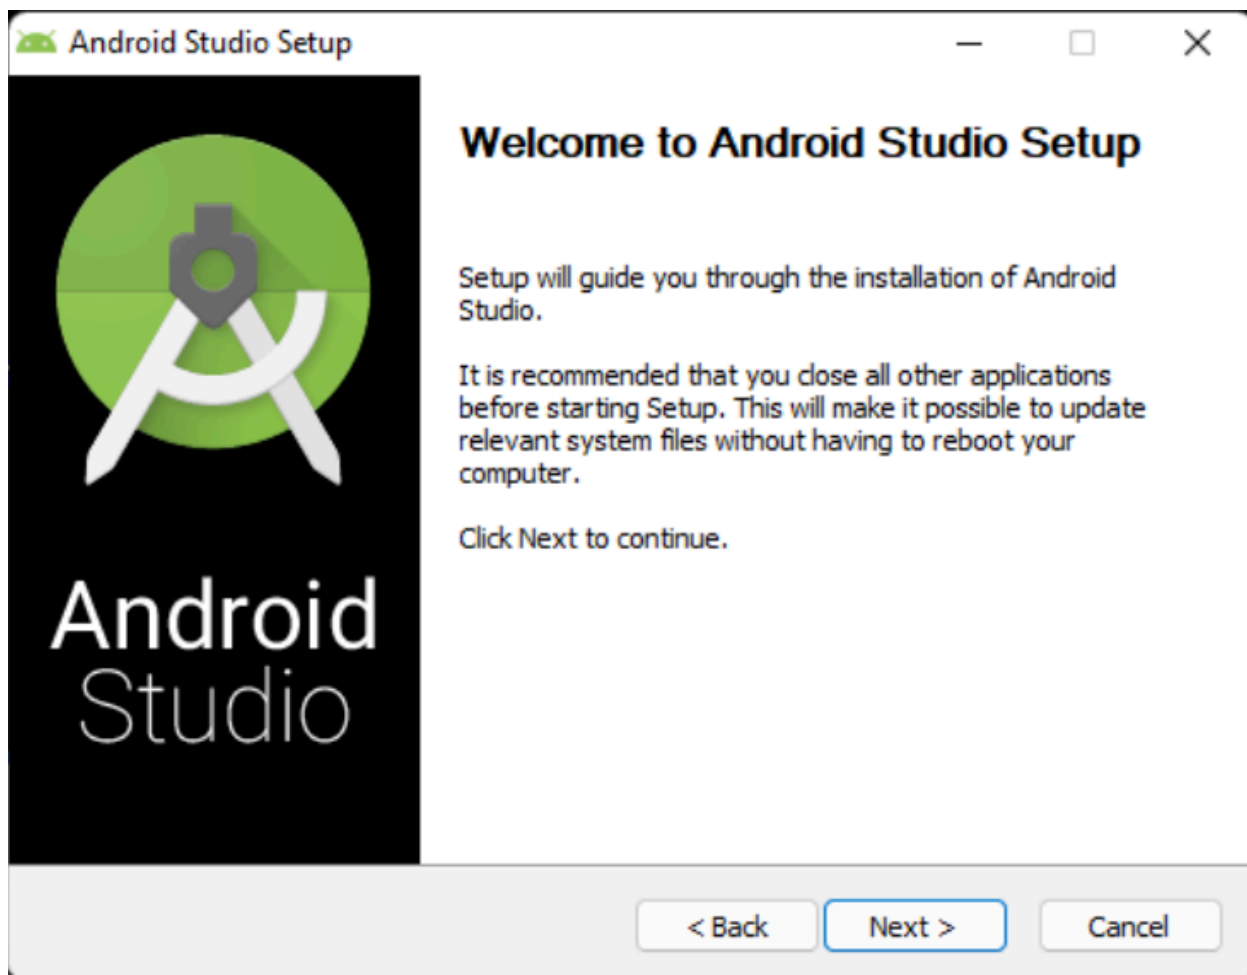 Android Studio Setup
Welcome to Android Studio Setup
Setup will guide you through the installation of Android
Studio.
It is recommended that you close all other applications
before starting Setup. This will make it possible to update
relevant system files without having to reboot your
computer.
Click Next to continue.
Android
Studio
< Back
Next >
Cancel